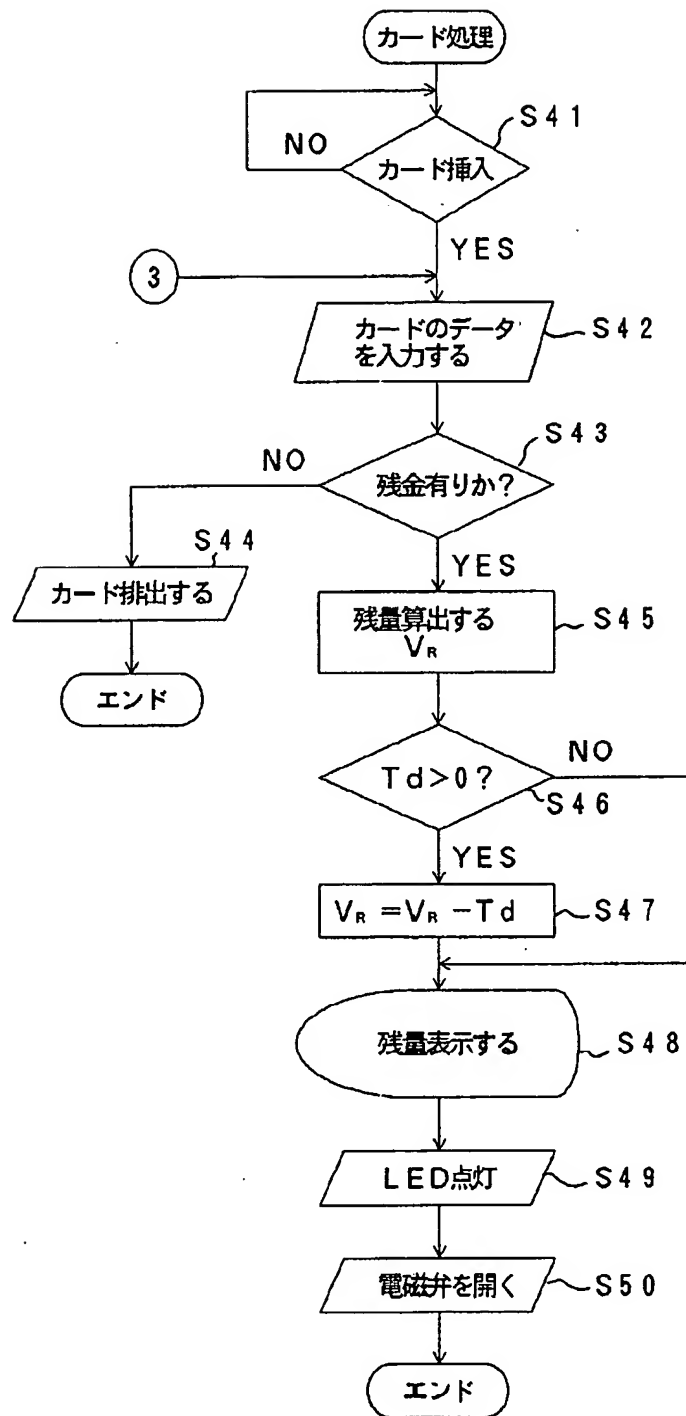 カード処理
S41
NO
カード挿入
YES
3
カードのデータ
を入力する
S42
S43
NO
残金有りか?
S44
YES
カード排出する
残量算出する
VR
S45
エンド
NO
Td>0?
S46
YES
VR=VR-Td
S47
残量表示する
S48
LED点灯
S49
電磁弁を開く
S50
エンド